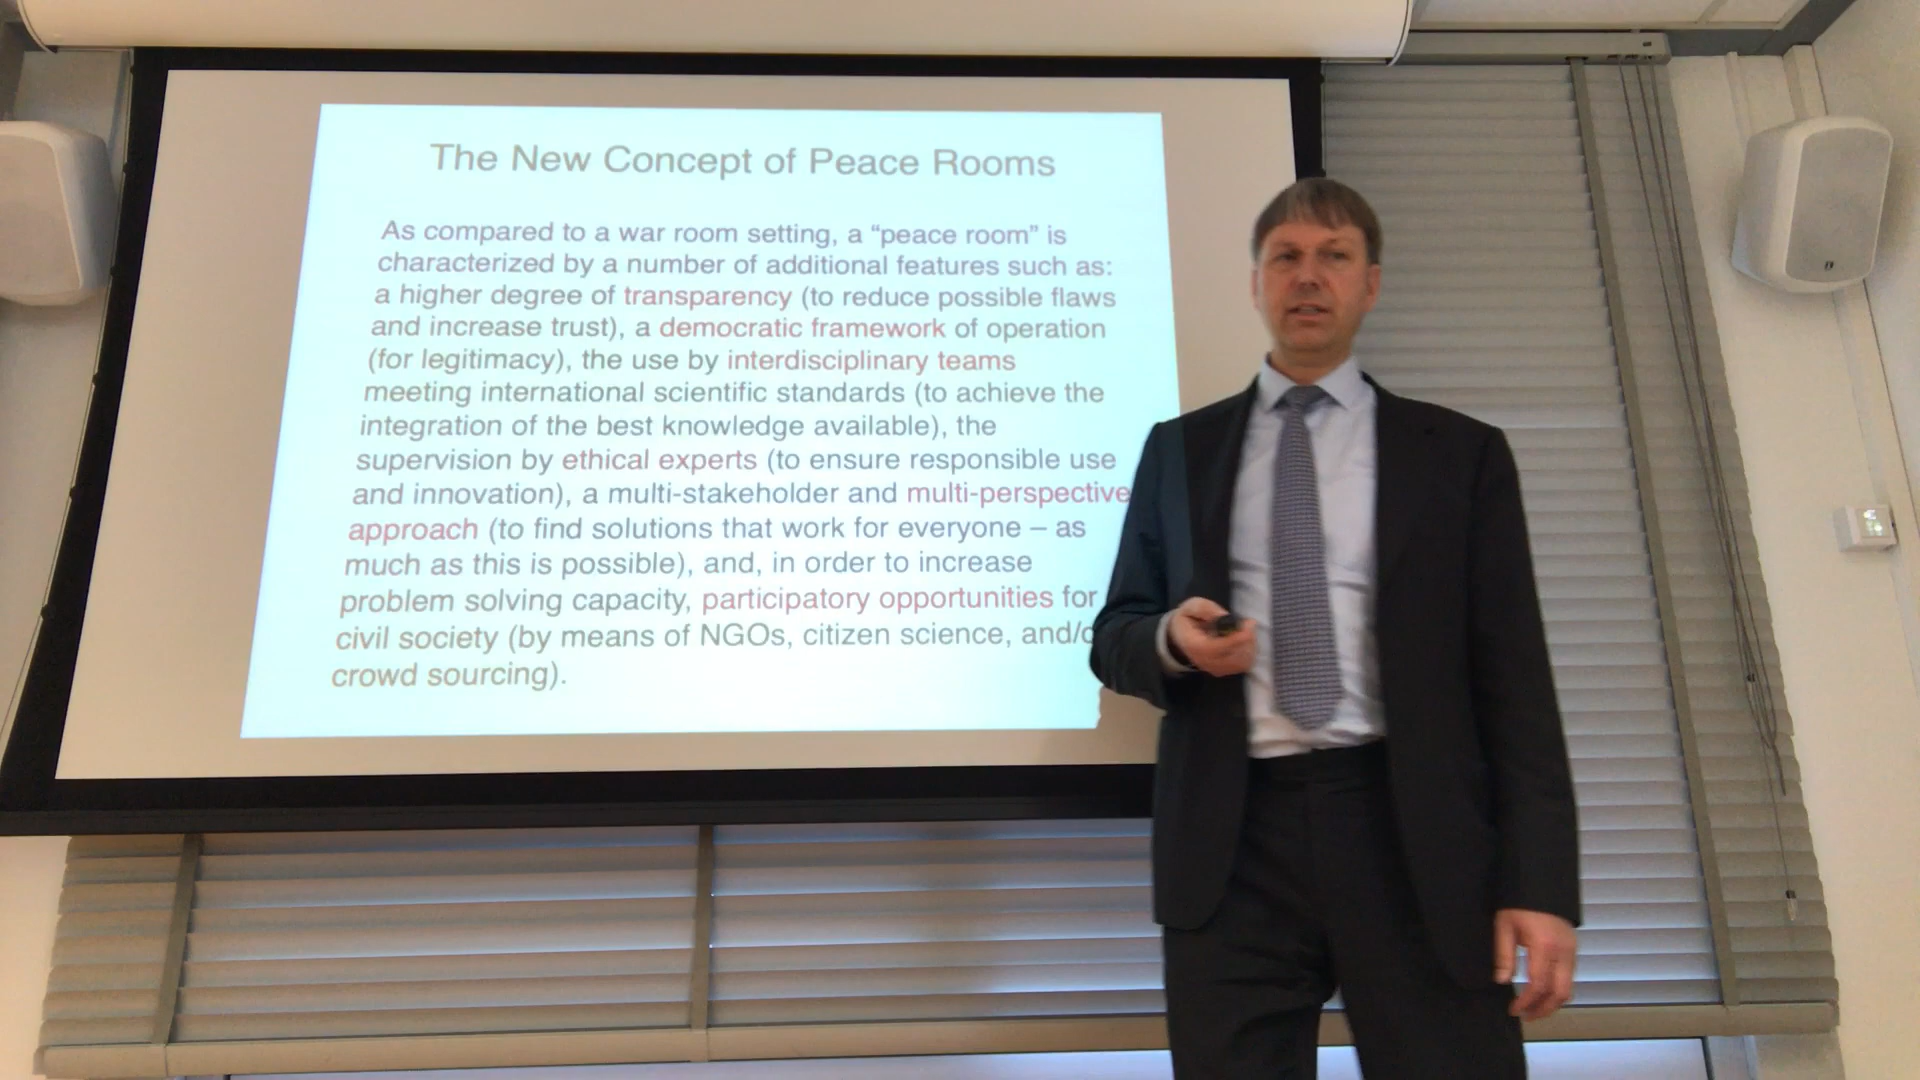 The New Concept of Peace Rooms
As compared to a war room setting, a “peace room” is
characterized by a number of additional features such as:
a higher degree of transparency (to reduce possible flaws
and increase trust), a democratic framework of operation
(for legitimacy), the use by interdisciplinary teams
meeting international scientific standards (to achieve the
integration of the best knowledge available), the
supervision by ethical experts (to ensure responsible use
and innovation), a multi-stakeholder and multi-perspective
approach (to find solutions that work for everyone – as
much as this is possible), and, in order to increase
problem solving capacity, participatory opportunities for
civil society (by means of NGOs, citizen science, and/
crowd sourcing).